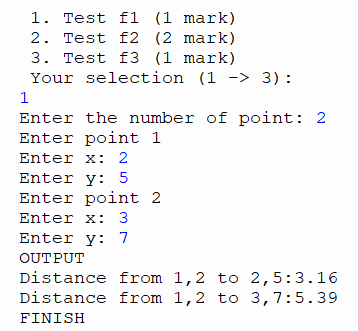 1. Test f1 (1 mark)
2. Test f2 (2 mark)
3. Test f3 (1 mark)
Your selection (1 -> 3):
1
Enter the number of point: 2
Enter point 1
Enter x: 2
Enter y: 5
Enter point 2
Enter x: 3
Enter y: 7
OUTPUT
Distance from 1,2 to 2,5:3.16
Distance from 1,2 to 3,7:5.39
FINISH